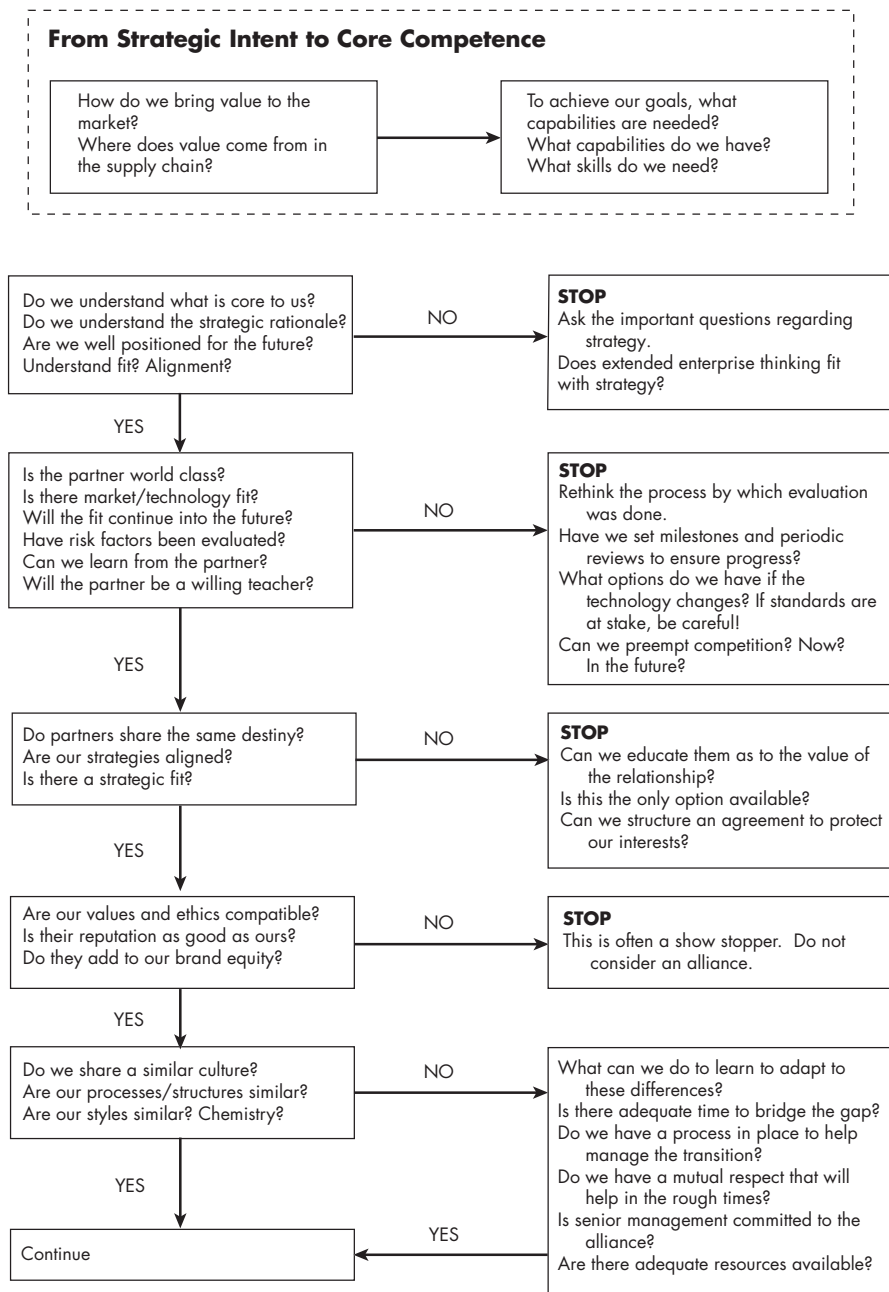 From Strategic Intent to Core Competence
How do we bring value to the
market?
Where does value come from in
the supply chain?
To achieve our goals, what
capabilities are needed?
What capabilities do we have?
What skills do we need?
Do we understand what is core to us?
Do we understand the strategic rationale?
Are we well positioned for the future?
Understand fit? Alignment?
NO
STOP
Ask the important questions regarding
strategy.
Does extended enterprise thinking fit
with strategy?
YES
Is the partner world class?
Is there market/technology fit?
Will the fit continue into the future?
Have risk factors been evaluated?
Can we learn from the partner?
Will the partner be a willing teacher?
NO
STOP
Rethink the process by which evaluation
was done.
Have we set milestones and periodic
reviews to ensure progress?
What options do we have if the
technology changes? If standards are
at stake, be careful!
Can we preempt competition? Now?
In the future?
YES
Do partners share the same destiny?
Are our strategies aligned?
Is there a strategic fit?
NO
STOP
Can we educate them as to the value of
the relationship?
Is this the only option available?
Can we structure an agreement to protect
our interests?
YES
Are our values and ethics compatible?
Is their reputation as good as ours?
Do they add to our brand equity?
NO
STOP
This is often a show stopper. Do not
consider an alliance.
YES
Do we share a similar culture?
Are our processes/structures similar?
Are our styles similar? Chemistry?
NO
What can we do to learn to adapt to
these differences?
Is there adequate time to bridge the gap?
Do we have a process in place to help
manage the transition?
Do we have a mutual respect that will
help in the rough times?
Is senior management committed to the
alliance?
Are there adequate resources available?
YES
YES
Continue